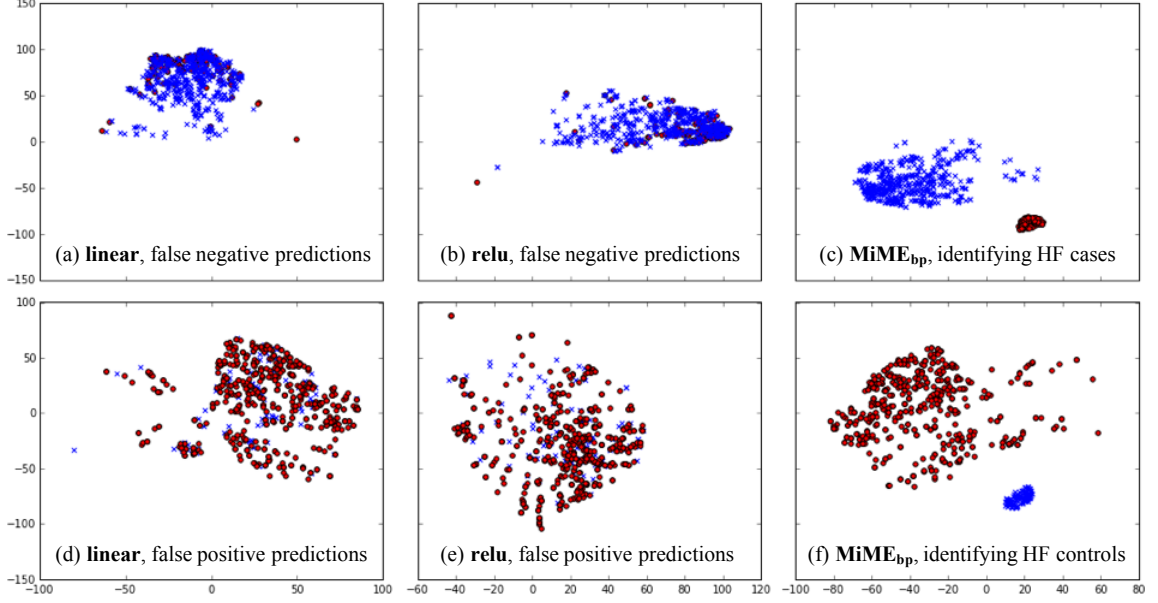 150
100
50
0
−50
−100
−150
(a) linear, false negative predictions
(b) relu, false negative predictions
(c) MiMEbp, identifying HF cases
100
50
0
−50
−100
−150
(d) linear, false positive predictions
(e) relu, false positive predictions
(f) MiMEbp, identifying HF controls
−100 −50 0 50 100
−60 −40 −20 0 20 40 60 80 100 120
−100 −80 −60 −40 −20 0 20 40 60 80